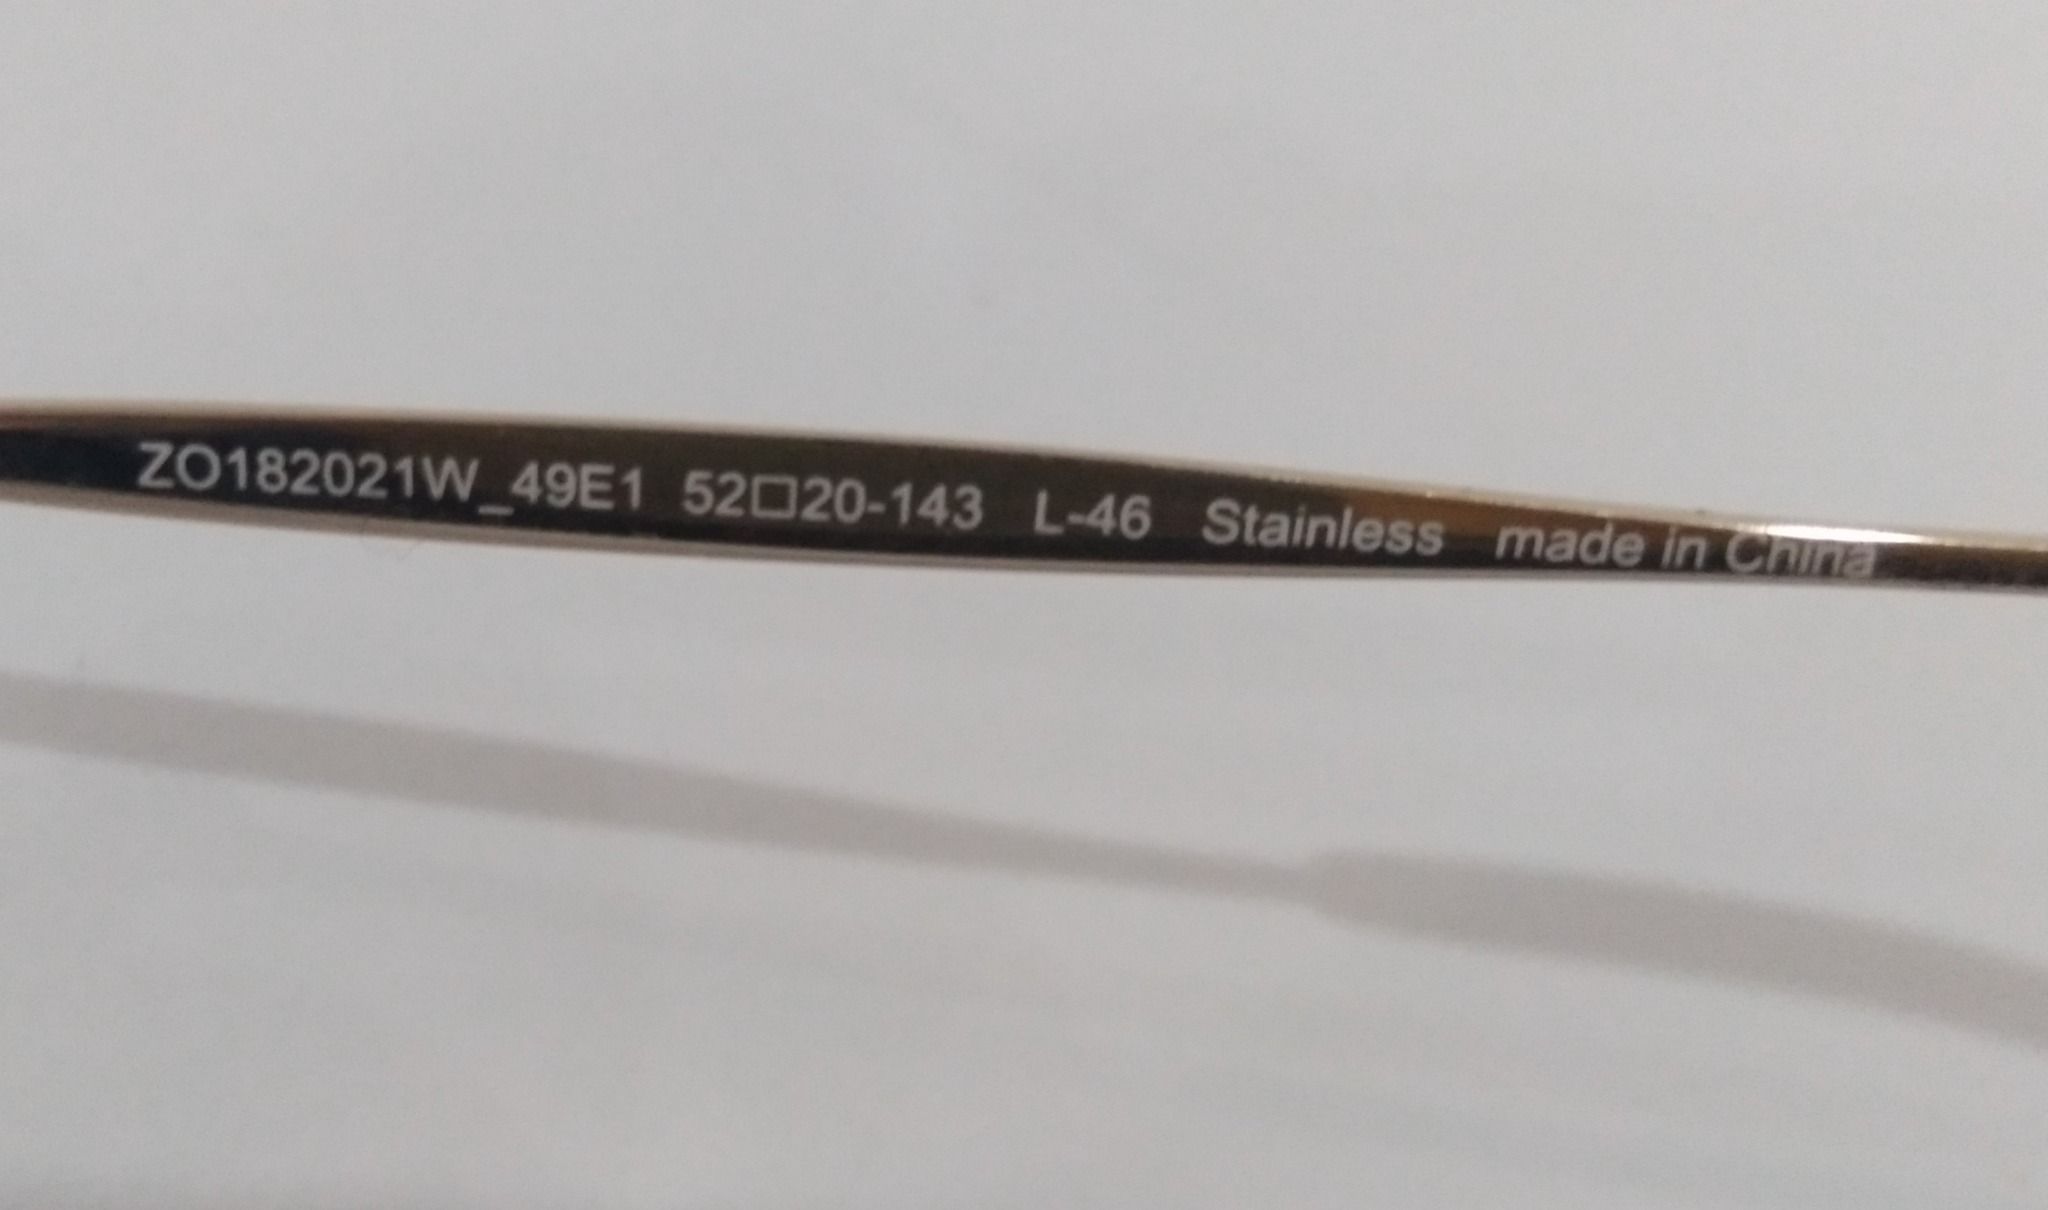 ZO182021W_49E1 52□20-143 L-46 Stainless made in China